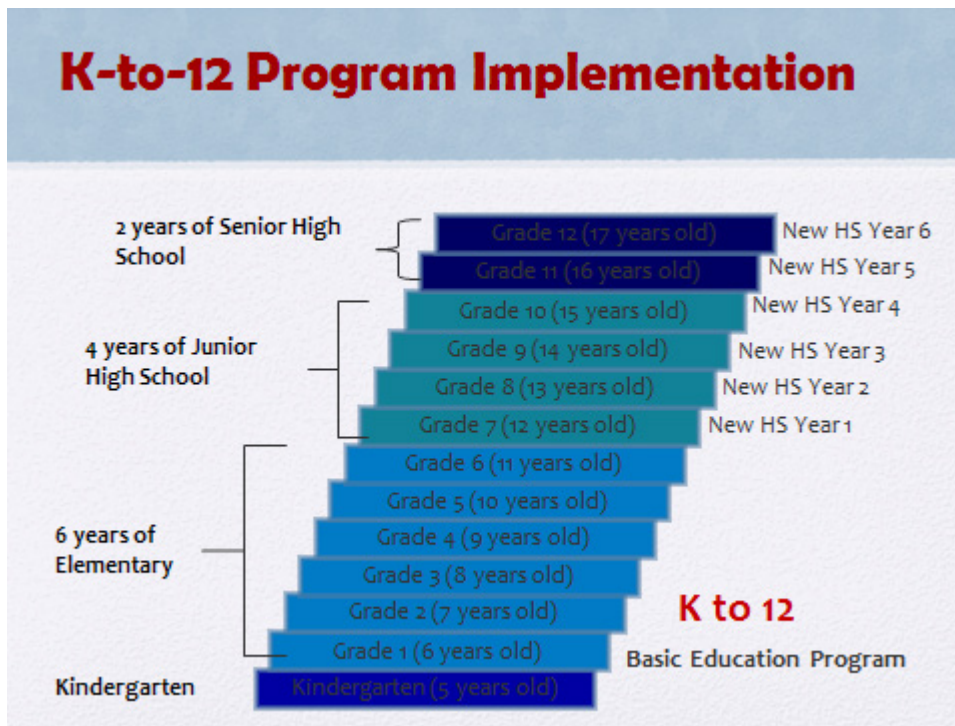 K-to-12 Program Implementation
2 years of Senior High
School
Grade 12 (17 years old)
New HS Year 6
Grade 11 (16 years old)
New HS Year 5
4 years of Junior
High School
Grade 10 (15 years old)
New HS Year 4
Grade 9 (14 years old)
New HS Year 3
Grade 8 (13 years old)
New HS Year 2
Grade 7 (12 years old)
New HS Year 1
6 years of
Elementary
Grade 6 (11 years old)
Grade 5 (10 years old)
Grade 4 (9 years old)
Grade 3 (8 years old)
Grade 2 (7 years old)
Grade 1 (6 years old)
Kindergarten
Kindergarten (5 years old)
K to 12
Basic Education Program